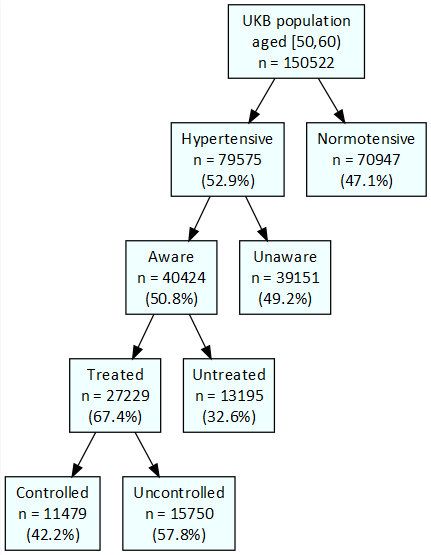 UKB population
aged [50,60)
n = 150522
Hypertensive
n = 79575
(52.9%)
Normotensive
n = 70947
(47.1%)
Aware
n = 40424
(50.8%)
Unaware
n = 39151
(49.2%)
Treated
n = 27229
(67.4%)
Untreated
n = 13195
(32.6%)
Controlled
n = 11479
(42.2%)
Uncontrolled
n = 15750
(57.8%)